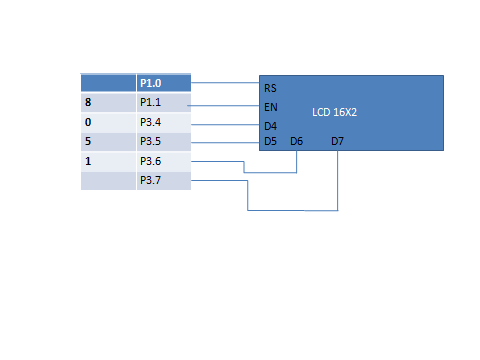 P1.0 RS
8 P1.1 EN LCD 16X2
0 P3.4 D4
5 P3.5 D5 D6 D7
1 P3.6
P3.7